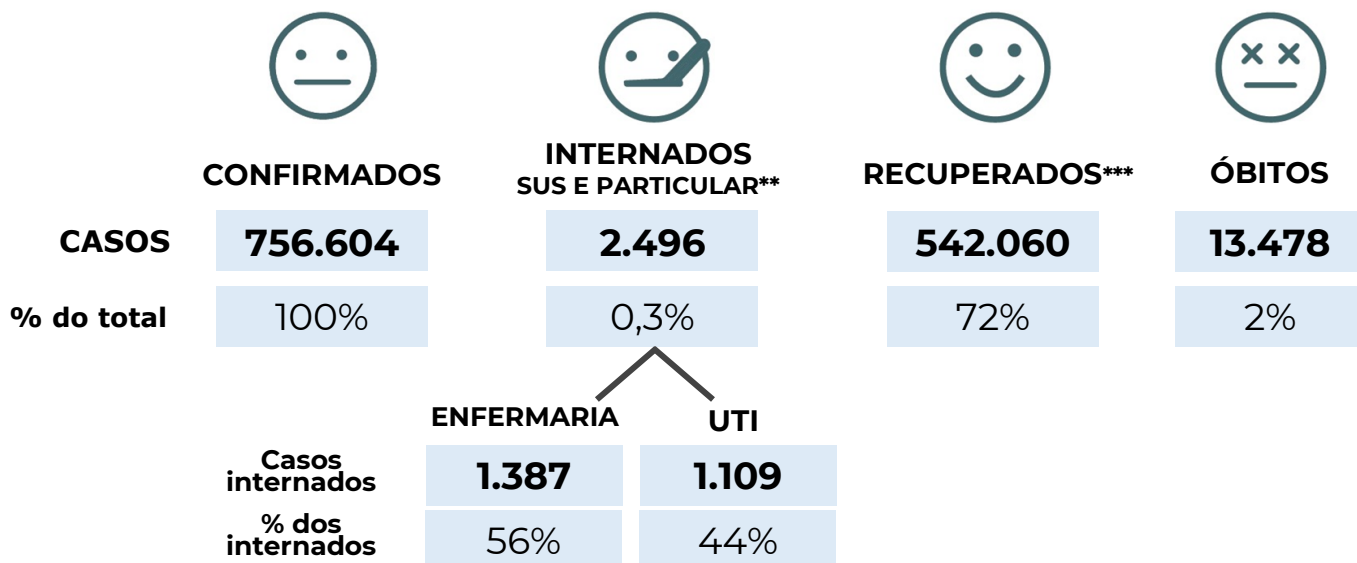 CONFIRMADOS
INTERNADOS
SUS E PARTICULAR**
RECUPERADOS***
ÓBITOS
CASOS
756.604
2.496
542.060
13.478
% do total
100%
0,3%
72%
2%
ENFERMARIA
UTI
Casos
internados
1.387
1.109
% dos
internados
56%
44%